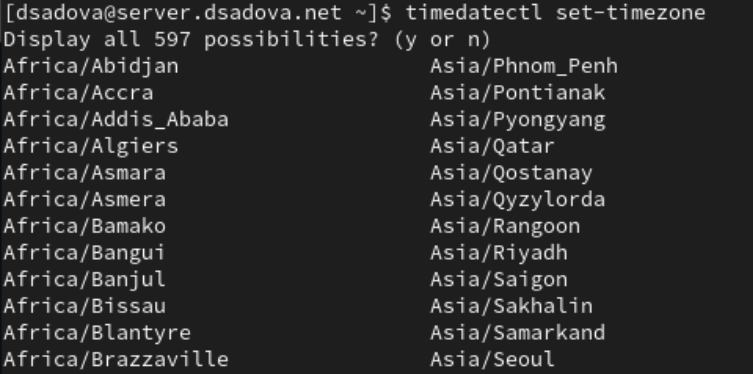 [dsadova@server.dsadova.net ~]$ timedatectl set-timezone
Display all 597 possibilities? (y or n)
Africa/Abidjan Asia/Phnom_Penh
Africa/Accra Asia/Pontianak
Africa/Addis_Ababa Asia/Pyongyang
Africa/Algiers Asia/Qatar
Africa/Asmara Asia/Qostanay
Africa/Asmera Asia/Qyzylorda
Africa/Bamako Asia/Rangoon
Africa/Bangui Asia/Riyadh
Africa/Banjul Asia/Saigon
Africa/Bissau Asia/Sakhalin
Africa/Blantyre Asia/Samarkand
Africa/Brazzaville Asia/Seoul